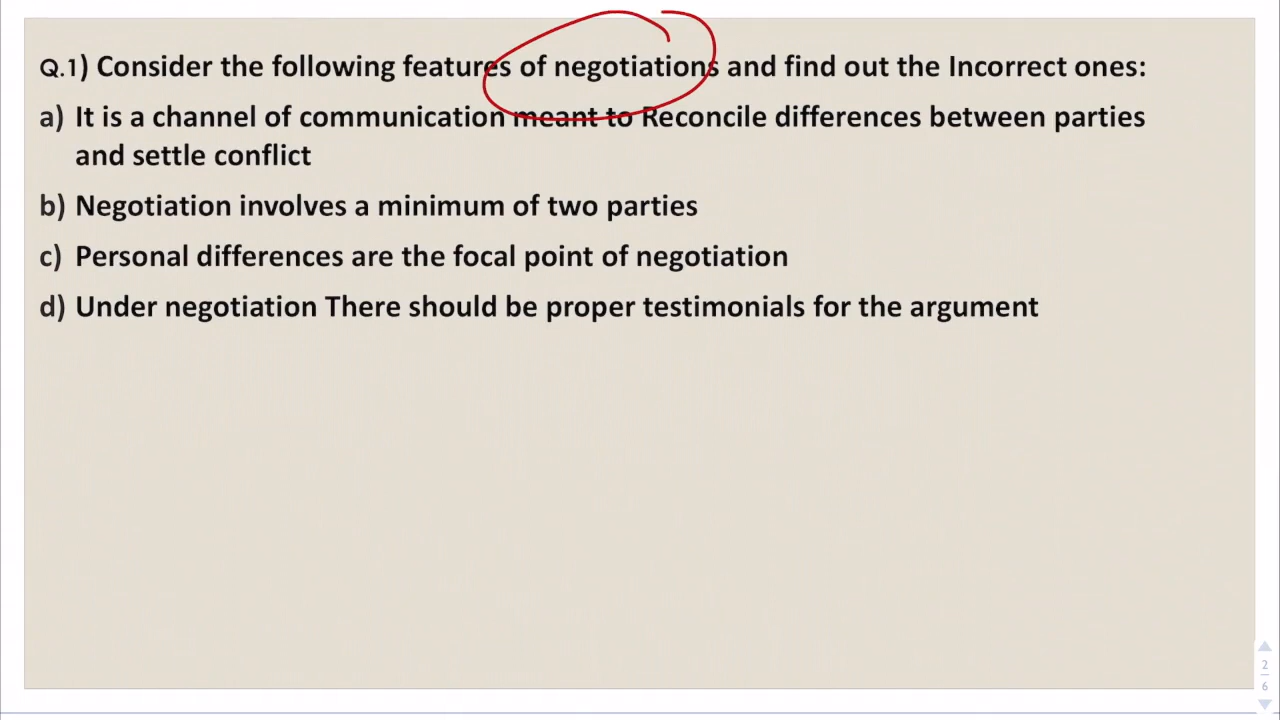 Q.1) Consider the following features of negotiations and find out the Incorrect ones:
a) It is a channel of communication meant to Reconcile differences between parties
and settle conflict
b) Negotiation involves a minimum of two parties
c) Personal differences are the focal point of negotiation
d) Under negotiation There should be proper testimonials for the argument
2
6